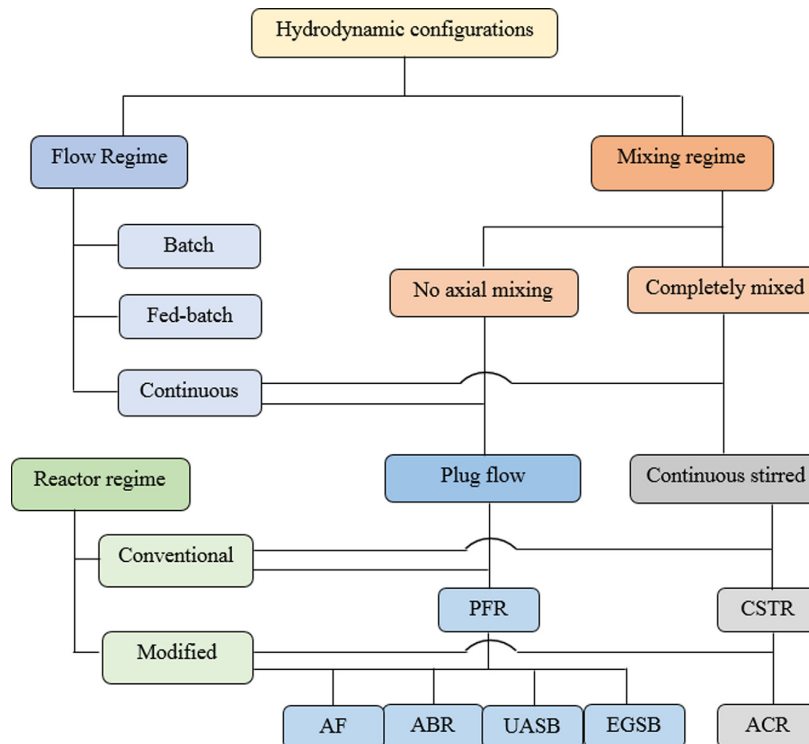 Hydrodynamic configurations
Flow Regime
Mixing regime
Batch
No axial mixing
Completely mixed
Fed-batch
Continuous
Reactor regime
Plug flow
Continuous stirred
Conventional
PFR
CSTR
Modified
AF
ABR
UASB
EGSB
ACR